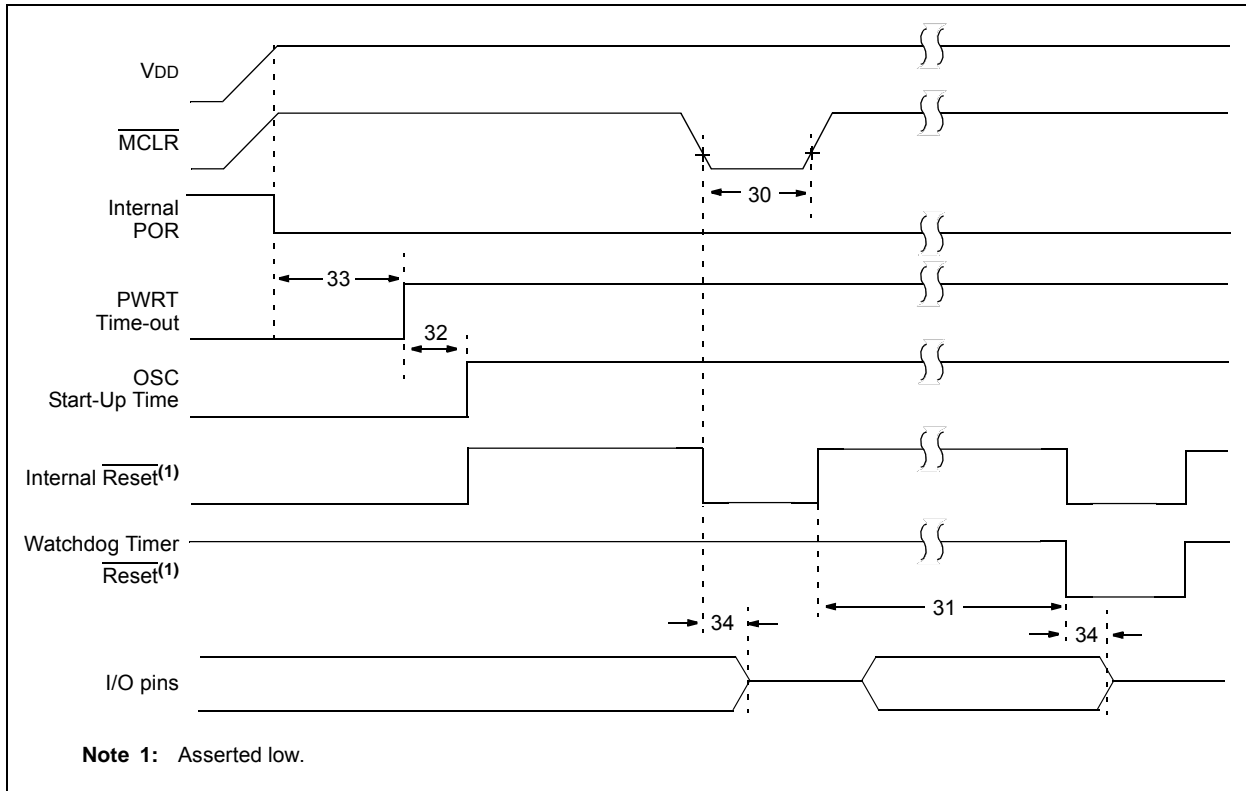 VDD
MCLR
30
Internal
POR
33
PWRT
Time-out
32
OSC
Start-Up Time
Internal Reset(1)
Watchdog Timer
Reset(1)
31
34
34
I/O pins
Note 1: Asserted low.